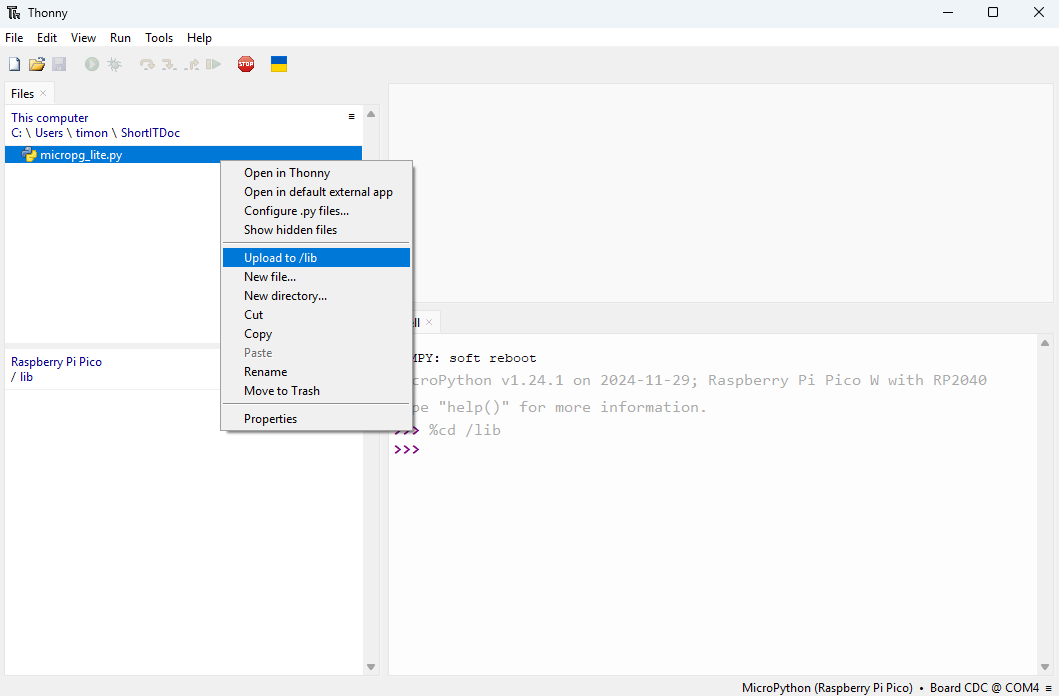 Thonny
File Edit View Run Tools Help
STOP
Files
This computer
C: \ Users \ timon \ ShortITDoc
micropg_lite.py
Open in Thonny
Open in default external app
Configure .py files...
Show hidden files
Upload to /lib
New file...
New directory...
Cut
Copy
Paste
Rename
Move to Trash
Properties
Raspberry Pi Pico
/ lib
MPY: soft reboot
croPython v1.24.1 on 2024-11-29; Raspberry Pi Pico W with RP2040
pe "help()" for more information.
>>> %cd /lib
>>>
MicroPython (Raspberry Pi Pico) • Board CDC @ COM4 ≡